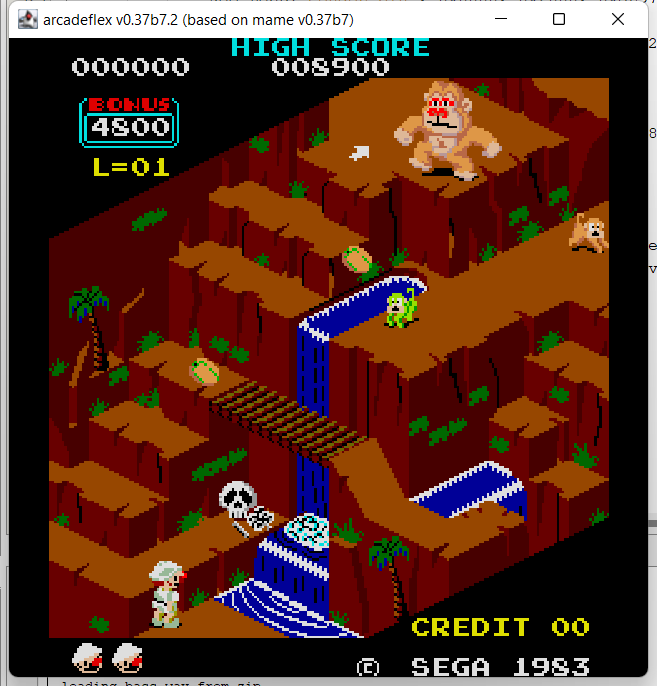 arcadeflex v0.37b7.2 (based on mame v0.37b7)
HIGH SCORE
000000 008900
BONUS
4800
L=01
CREDIT 00
© SEGA 1983